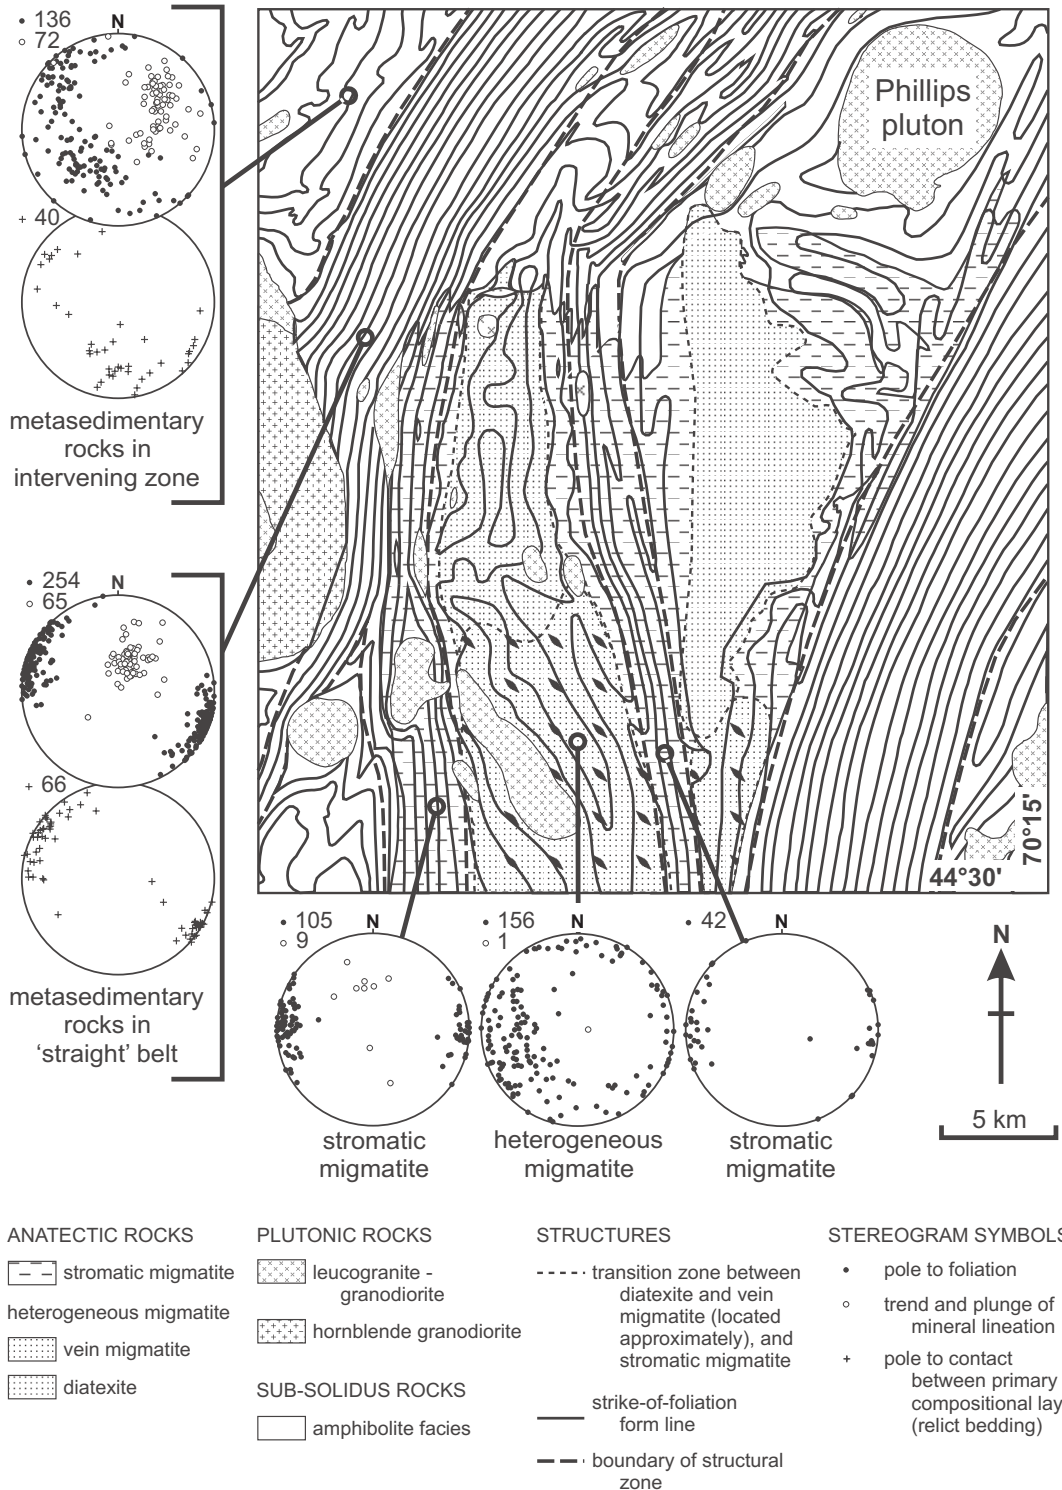 136
72
N
40
metasedimentary
rocks in
intervening zone
Phillips
pluton
254
65
N
66
metasedimentary
rocks in
‘straight’ belt
70°15'
44°30'
105
9
N
stromatic
migmatite
156
1
N
heterogeneous
migmatite
42
N
stromatic
migmatite
N
5 km
ANATECTIC ROCKS
stromatic migmatite
heterogeneous migmatite
vein migmatite
diatexite
PLUTONIC ROCKS
leucogranite -
granodiorite
hornblende granodiorite
SUB-SOLIDUS ROCKS
amphibolite facies
STRUCTURES
transition zone between
diatexite and vein
migmatite (located
approximately), and
stromatic migmatite
strike-of-foliation
form line
boundary of structural
zone
STEREOGRAM SYMBOLS
pole to foliation
trend and plunge of
mineral lineation
pole to contact
between primary
compositional lay
(relict bedding)